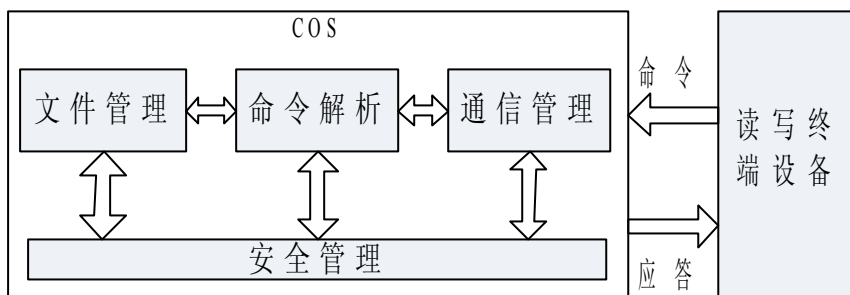 COS
文件管理
命令解析
通信管理
安全管理
命令
应答
读写终
端设备